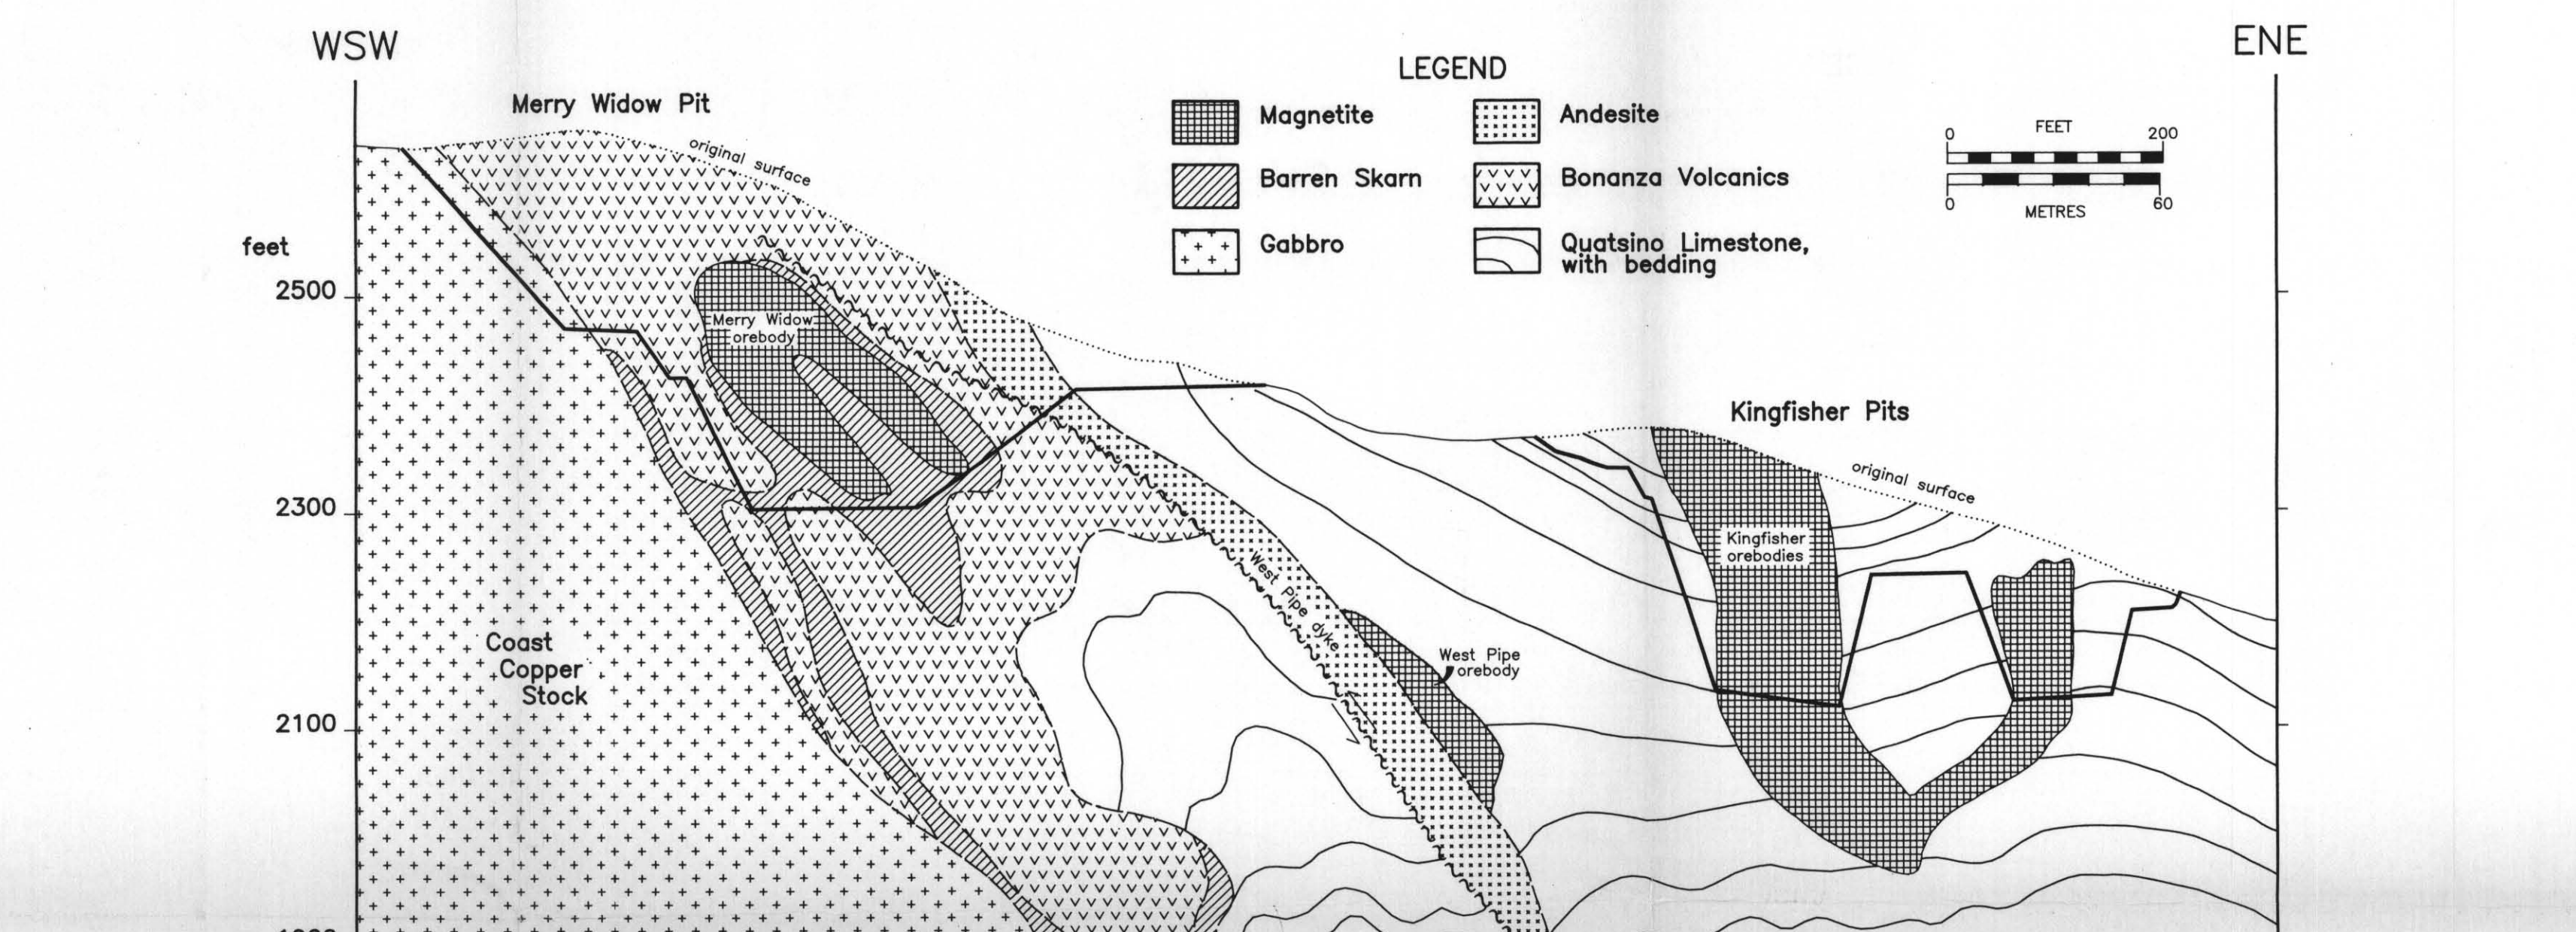 WSW
ENE
Merry Widow Pit
original surface
LEGEND
Magnetite
Andesite
Barren Skarn
Bonanza Volcanics
Gabbro
Quatsino Limestone,
with bedding
0 FEET 200
0 METRES 60
feet
2500
2300
2100
Merry Widow
orebody
Kingfisher Pits
original surface
Kingfisher
orebodies
West Pipe dyke
West Pipe
orebody
Coast
Copper
Stock